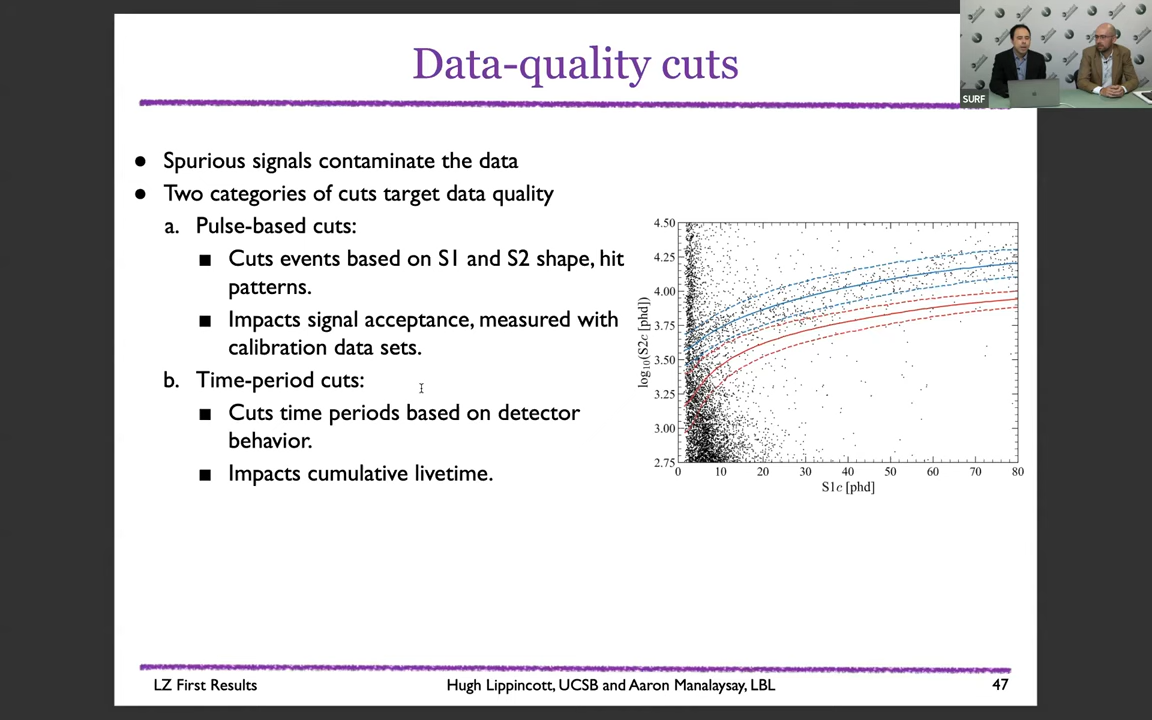 Data-quality cuts
SURF
● Spurious signals contaminate the data
● Two categories of cuts target data quality
a. Pulse-based cuts:
■ Cuts events based on S1 and S2 shape, hit
patterns.
■ Impacts signal acceptance, measured with
calibration data sets.
b. Time-period cuts:
■ Cuts time periods based on detector
behavior.
■ Impacts cumulative livetime.
4.50
4.25
4.00
3.75
3.50
3.25
3.00
2.75
log10(S2c [phd])
0 10 20 30 40 50 60 70 80
S1c [phd]
LZ First Results
Hugh Lippincott, UCSB and Aaron Manalaysay, LBL
47